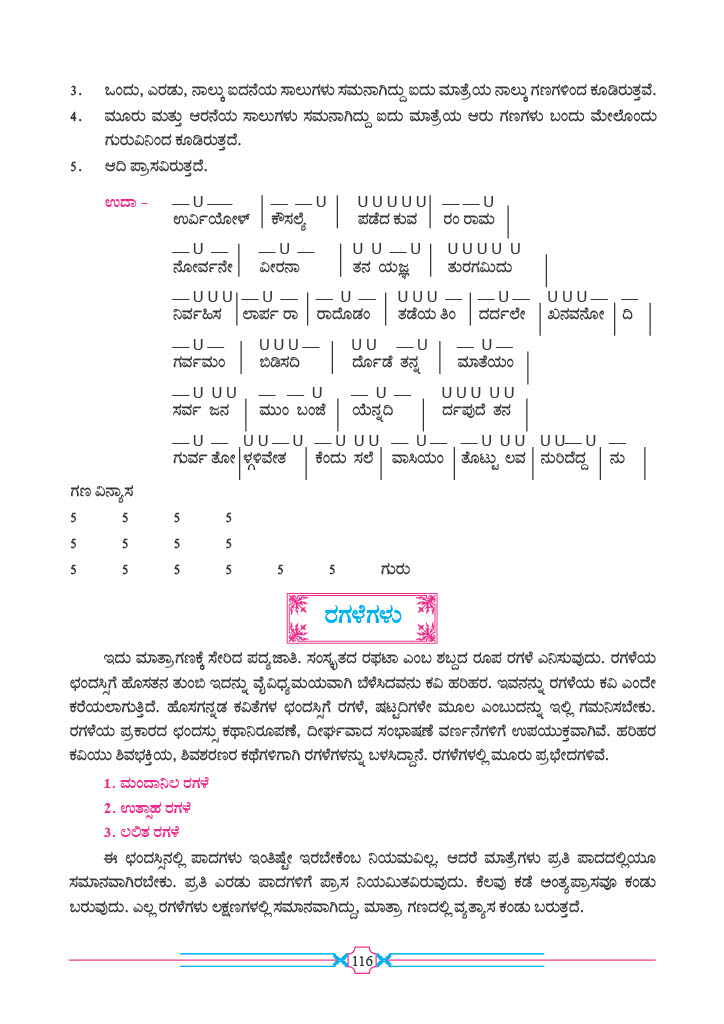 3. ಒಂದು, ಎರಡು, ನಾಲ್ಕು ಐದನೆಯ ಸಾಲುಗಳು ಸಮನಾಗಿದ್ದು ಐದು ಮಾತ್ರೆಯ ನಾಲ್ಕು ಗಣಗಳಿಂದ ಕೂಡಿರುತ್ತವೆ.
4. ಮೂರು ಮತ್ತು ಆರನೆಯ ಸಾಲುಗಳು ಸಮನಾಗಿದ್ದು ಐದು ಮಾತ್ರೆಯ ಆರು ಗಣಗಳು ಬಂದು ಮೇಲೊಂದು
ಗುರುವಿನಿಂದ ಕೂಡಿರುತ್ತದೆ.
5. ಆದಿ ಪ್ರಾಸವಿರುತ್ತದೆ.
ಉದಾ – — U — | — — U | U U U U U | — — U |
ಉರ್ವಿಯೋಳ್ | ಕೌಸಲ್ಯೆ | ಪಡೆದ ಕುವ | ರಂ ರಾಮ |
— U — | — U — | U U — U | U U U U U |
ನೋರ್ವನೇ | ವೀರನಾ | ತನ ಯಜ್ಞ | ತುರಗಮಿದು |
— U U U | — U — | — U — | U U U — | — U — | U U U — | — |
ನಿರ್ವಹಿಸ | ಲಾರ್ಪ ರಾ | ರಾದೊಡಂ | ತಡೆಯ ತಿಂ | ದರ್ದಲೇ | ಖನವನೋ | ದಿ |
— U — | U U U — | U U — U | — U — |
ಗರ್ವಮಂ | ಬಿಡಿಸದಿ | ರ್ದೊಡೆ ತನ್ನ | ಮಾತೆಯಂ |
— U U U | — — U | — U — | U U U U U |
ಸರ್ವ ಜನ | ಮುಂ ಬಂಜೆ | ಯೆನ್ನದಿ | ರ್ದಪುದೆ ತನ |
— U — | U U — U | — U U U | — U — | — U U U | U U — U | — |
ಗುರ್ವ ತೋ | ಳ್ಗಳಿವೇತ | ಕೆಂದು ಸಲೆ | ವಾಸಿಯಂ | ತೊಟ್ಟು ಲವ | ನುರಿದೆದ್ದ | ನು |
ಗಣ ವಿನ್ಯಾಸ
5 5 5 5
5 5 5 5
5 5 5 5 5 5 ಗುರು
ರಗಳೆಗಳು
ಇದು ಮಾತ್ರಾಗಣಕ್ಕೆ ಸೇರಿದ ಪದ್ಯಜಾತಿ. ಸಂಸ್ಕೃತದ ರಘಟಾ ಎಂಬ ಶಬ್ದದ ರೂಪ ರಗಳೆ ಎನಿಸುವುದು. ರಗಳೆಯ
ಛಂದಸ್ಸಿಗೆ ಹೊಸತನ ತುಂಬಿ ಇದನ್ನು ವೈವಿಧ್ಯಮಯವಾಗಿ ಬೆಳೆಸಿದವನು ಕವಿ ಹರಿಹರ. ಇವನನ್ನು ರಗಳೆಯ ಕವಿ ಎಂದೇ
ಕರೆಯಲಾಗುತ್ತಿದೆ. ಹೊಸಗನ್ನಡ ಕವಿತೆಗಳ ಛಂದಸ್ಸಿಗೆ ರಗಳೆ, ಷಟ್ಪದಿಗಳೇ ಮೂಲ ಎಂಬುದನ್ನು ಇಲ್ಲಿ ಗಮನಿಸಬೇಕು.
ರಗಳೆಯ ಪ್ರಕಾರದ ಛಂದಸ್ಸು ಕಥಾನಿರೂಪಣೆ, ದೀರ್ಘವಾದ ಸಂಭಾಷಣೆ ವರ್ಣನೆಗಳಿಗೆ ಉಪಯುಕ್ತವಾಗಿವೆ. ಹರಿಹರ
ಕವಿಯು ಶಿವಭಕ್ತಿಯ, ಶಿವಶರಣರ ಕಥೆಗಳಿಗಾಗಿ ರಗಳೆಗಳನ್ನು ಬಳಸಿದ್ದಾನೆ. ರಗಳೆಗಳಲ್ಲಿ ಮೂರು ಪ್ರಭೇದಗಳಿವೆ.
1. ಮಂದಾನಿಲ ರಗಳೆ
2. ಉತ್ಸಾಹ ರಗಳೆ
3. ಲಲಿತ ರಗಳೆ
ಈ ಛಂದಸ್ಸಿನಲ್ಲಿ ಪಾದಗಳು ಇಂತಿಷ್ಟೇ ಇರಬೇಕೆಂಬ ನಿಯಮವಿಲ್ಲ. ಆದರೆ ಮಾತ್ರೆಗಳು ಪ್ರತಿ ಪಾದದಲ್ಲಿಯೂ
ಸಮಾನವಾಗಿರಬೇಕು. ಪ್ರತಿ ಎರಡು ಪಾದಗಳಿಗೆ ಪ್ರಾಸ ನಿಯಮಿತವಿರುವುದು. ಕೆಲವು ಕಡೆ ಅಂತ್ಯಪ್ರಾಸವೂ ಕಂಡು
ಬರುವುದು. ಎಲ್ಲ ರಗಳೆಗಳು ಲಕ್ಷಣಗಳಲ್ಲಿ ಸಮಾನವಾಗಿದ್ದು, ಮಾತ್ರಾ ಗಣದಲ್ಲಿ ವ್ಯತ್ಯಾಸ ಕಂಡು ಬರುತ್ತದೆ.
116